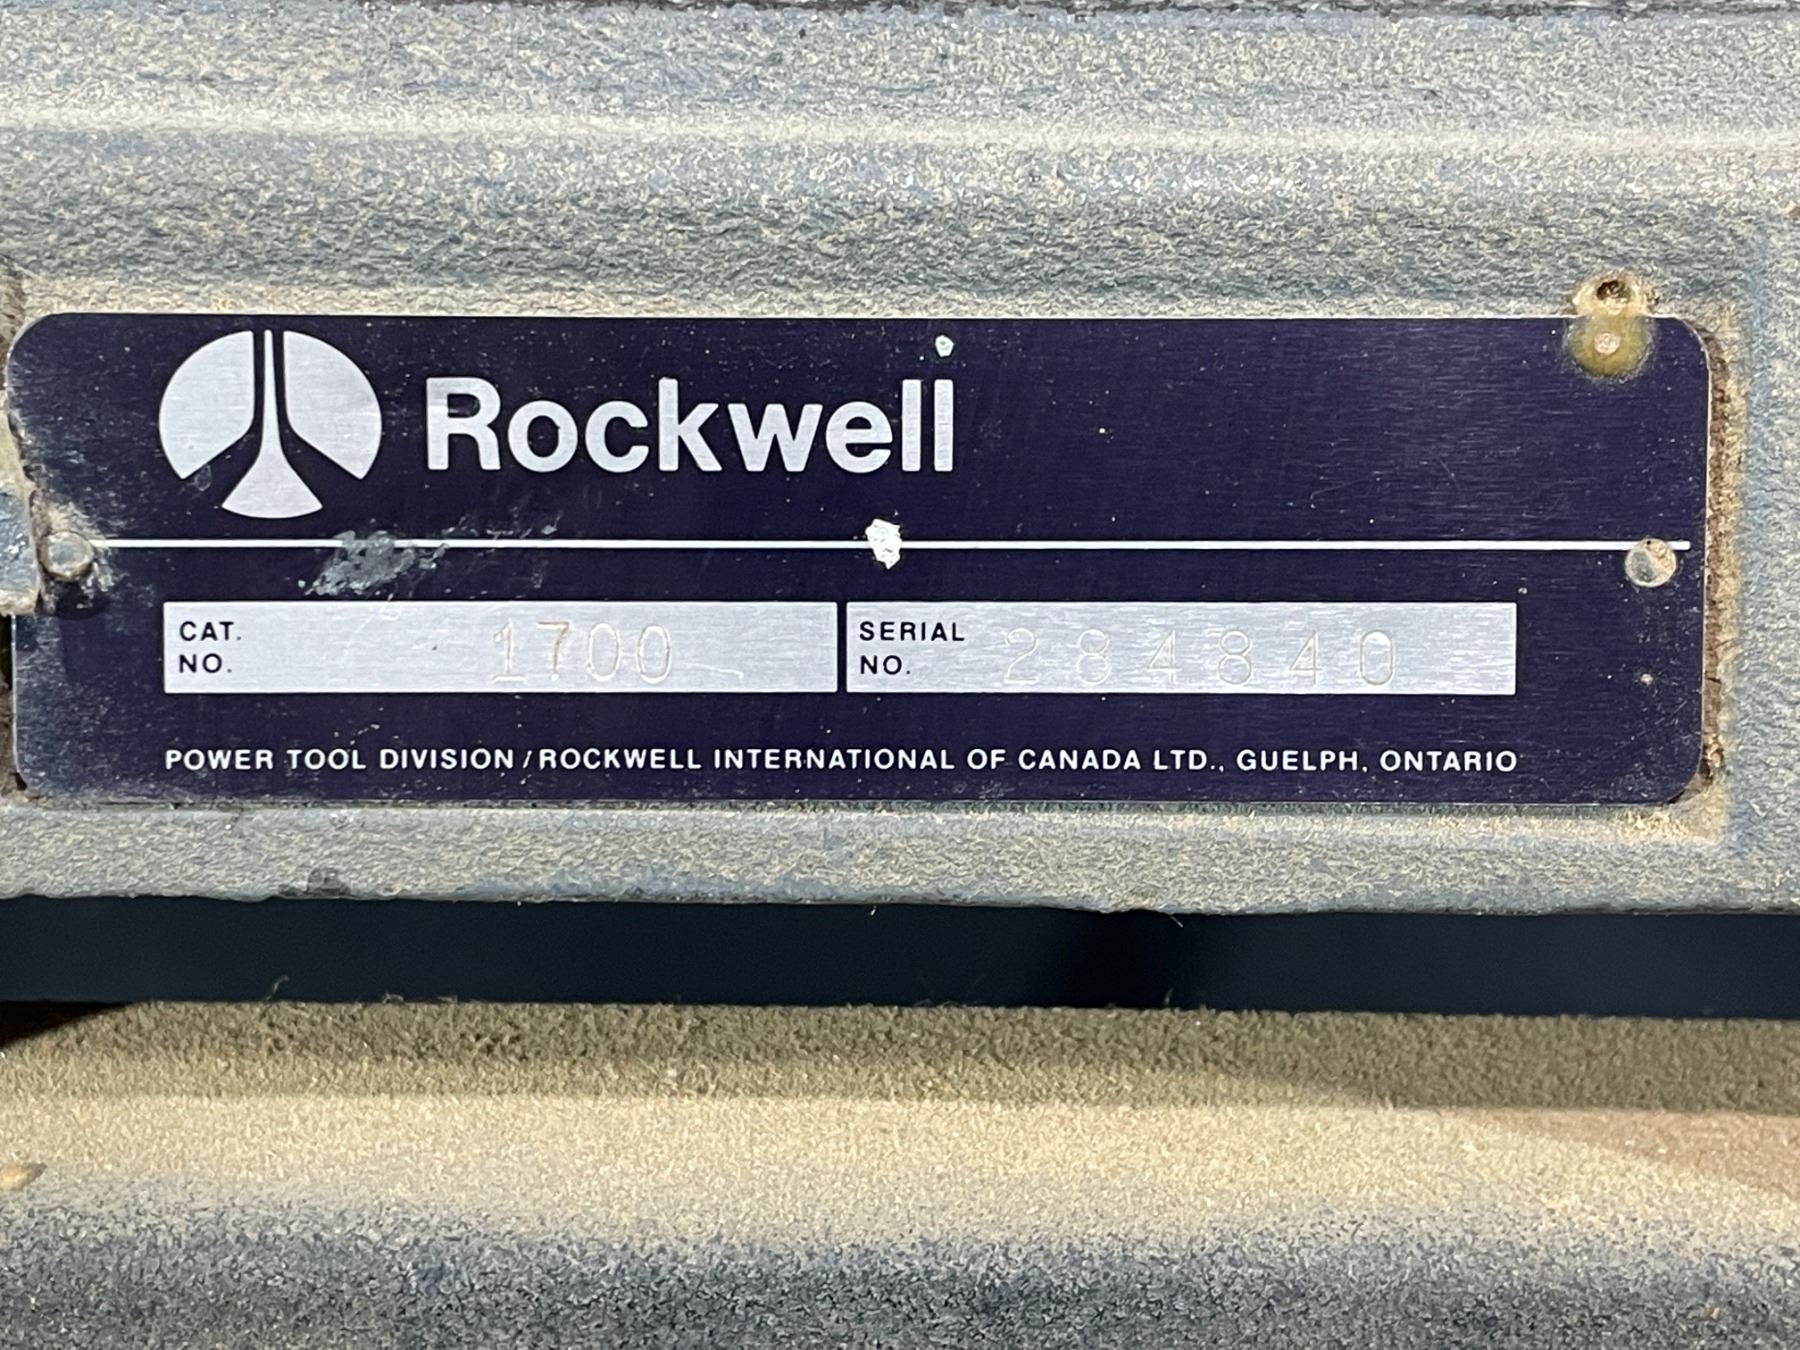 Rockwell
CAT. NO. 1700
SERIAL NO. 284840
POWER TOOL DIVISION / ROCKWELL INTERNATIONAL OF CANADA LTD., GUELPH, ONTARIO